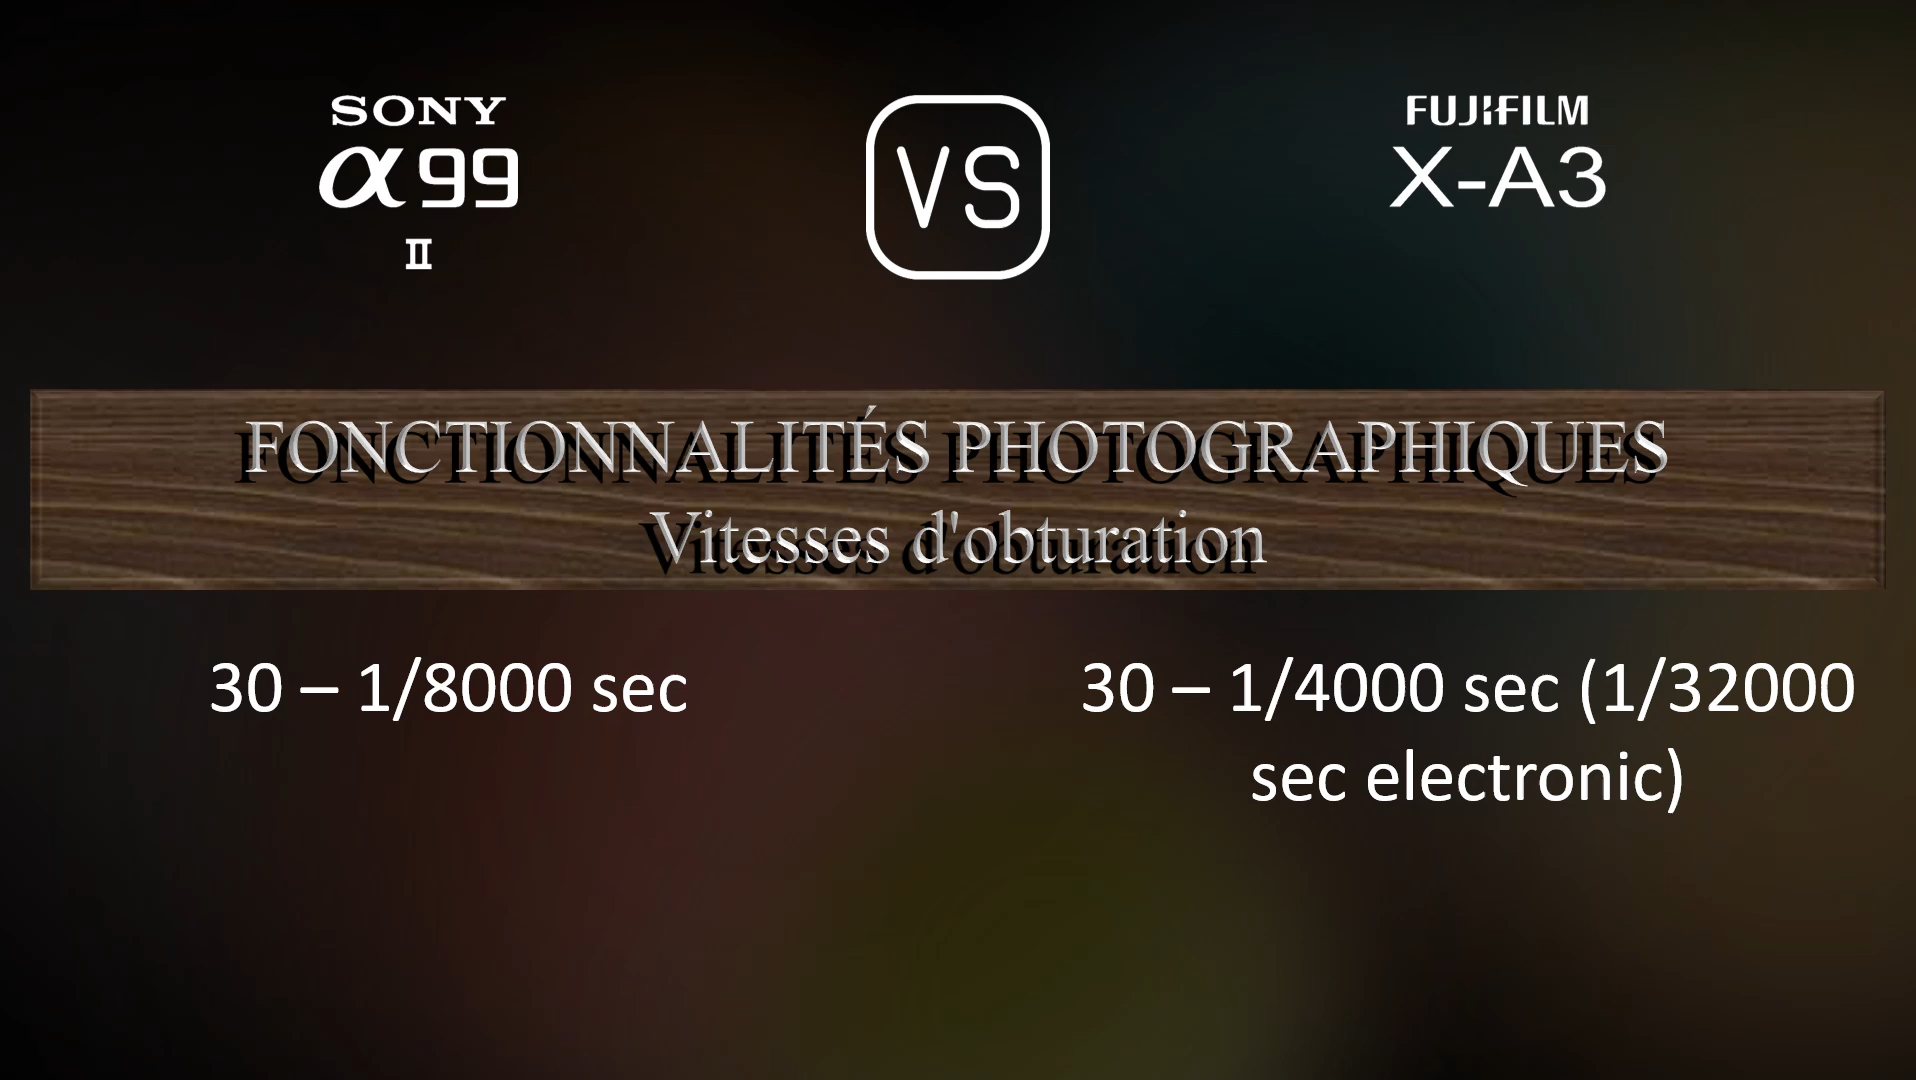 SONY
α99
II
VS
FUJIFILM
X-A3
FONCTIONNALITÉS PHOTOGRAPHIQUES
Vitesses d'obturation
30 – 1/8000 sec
30 – 1/4000 sec (1/32000
sec electronic)